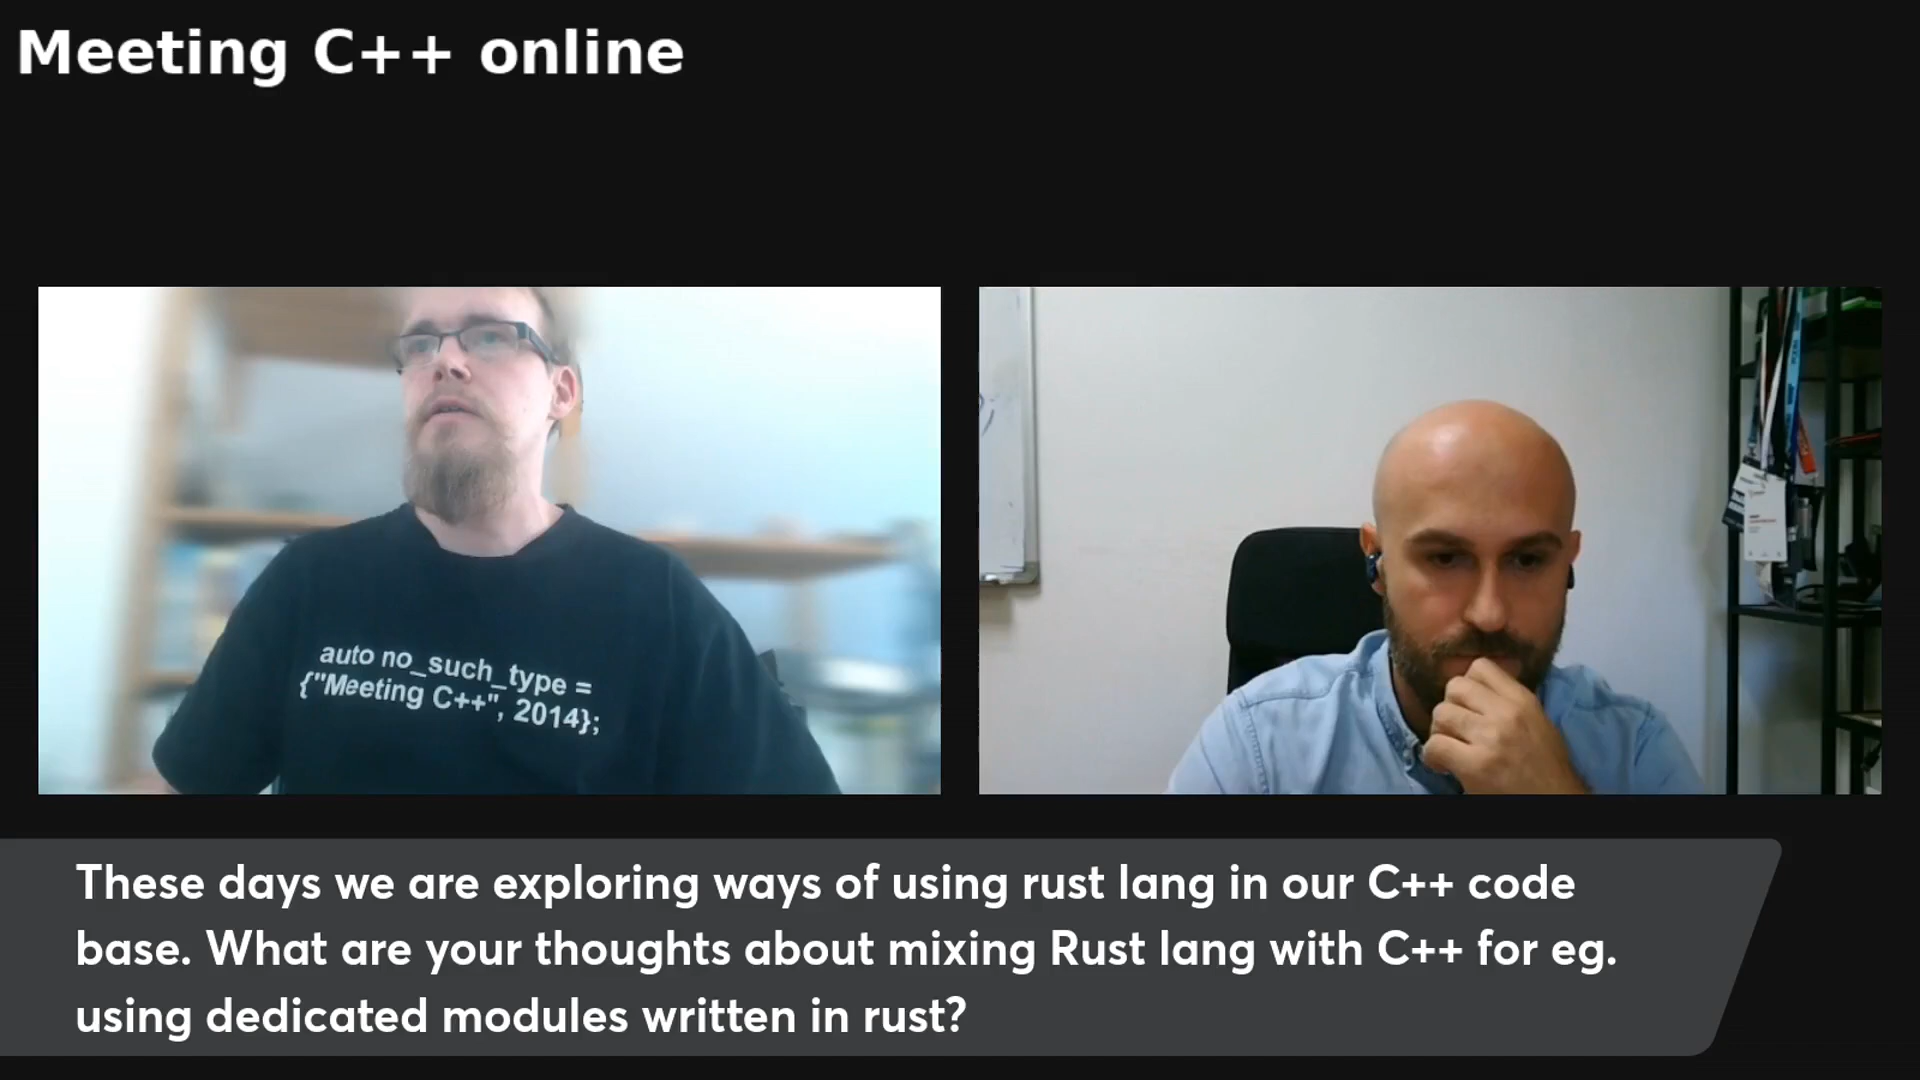 Meeting C++ online
auto no_such_type =
{"Meeting C++", 2014};
These days we are exploring ways of using rust lang in our C++ code
base. What are your thoughts about mixing Rust lang with C++ for eg.
using dedicated modules written in rust?